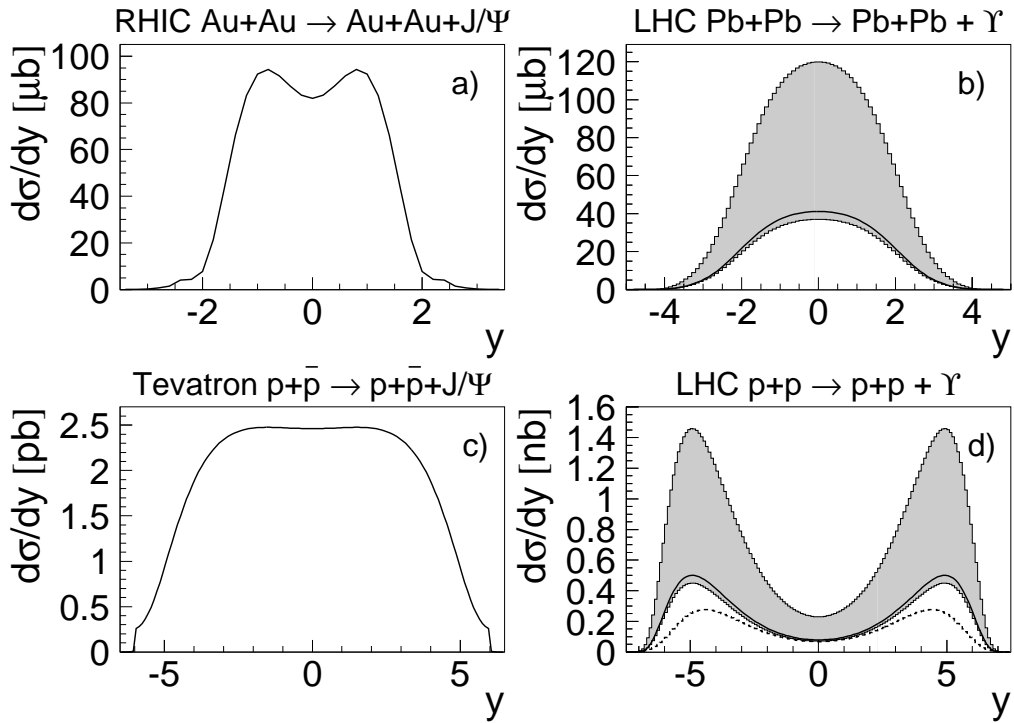 RHIC Au+Au → Au+Au+J/Ψ
dσ/dy [μb]
a)
100
80
60
40
20
0
-2 0 2
y
LHC Pb+Pb → Pb+Pb + ϒ
dσ/dy [μb]
b)
120
100
80
60
40
20
0
-4 -2 0 2 4
y
Tevatron p+p̄ → p+p̄+J/Ψ
dσ/dy [pb]
c)
2.5
2
1.5
1
0.5
0
-5 0 5
y
LHC p+p → p+p + ϒ
dσ/dy [nb]
d)
1.6
1.4
1.2
1
0.8
0.6
0.4
0.2
0
-5 0 5
y